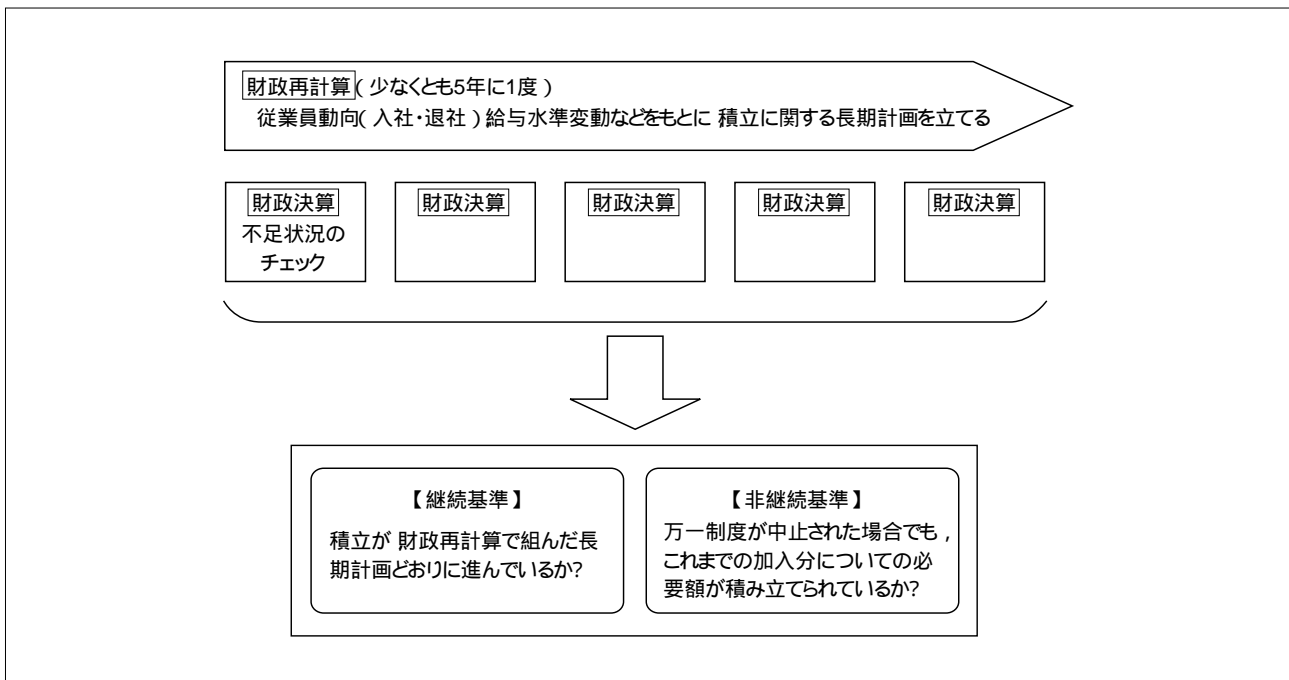 財政再計算(少なくとも5年に1度)
従業員動向(入社・退社)給与水準変動などをもとに 積立に関する長期計画を立てる
財政決算
不足状況の
チェック
財政決算
財政決算
財政決算
財政決算
【継続基準】
積立が 財政再計算で組んだ長
期計画どおりに進んでいるか?
【非継続基準】
万一制度が中止された場合でも,
これまでの加入分についての必
要額が積み立てられているか?